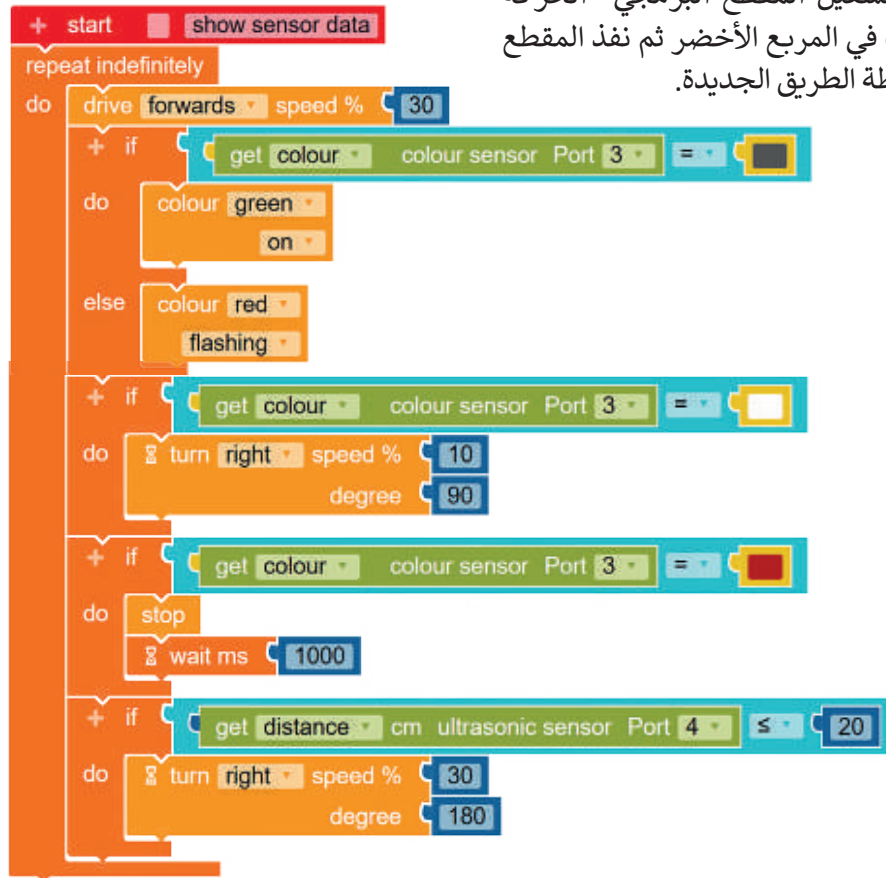 تشغيل المقطع البرمجي "الحركة
في المربع الأخضر ثم نفذ المقطع
الطريق الجديدة.
+ start show sensor data
repeat indefinitely
do drive forwards speed % 30
+ if get colour colour sensor Port 3 =
do colour green
on
else colour red
flashing
+ if get colour colour sensor Port 3 =
do turn right speed % 10
degree 90
+ if get colour colour sensor Port 3 =
do stop
wait ms 1000
+ if get distance cm ultrasonic sensor Port 4 ≤ 20
do turn right speed % 30
degree 180